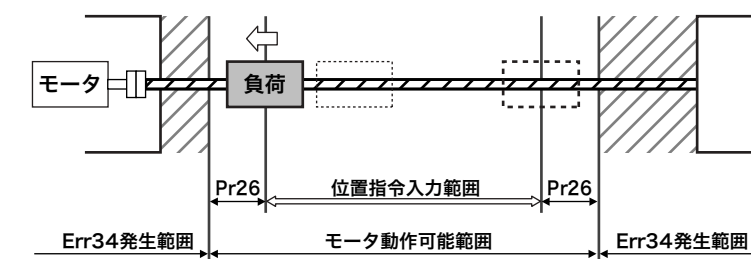 モータ
負荷
Pr26
位置指令入力範囲
Pr26
Err34発生範囲
モータ動作可能範囲
Err34発生範囲